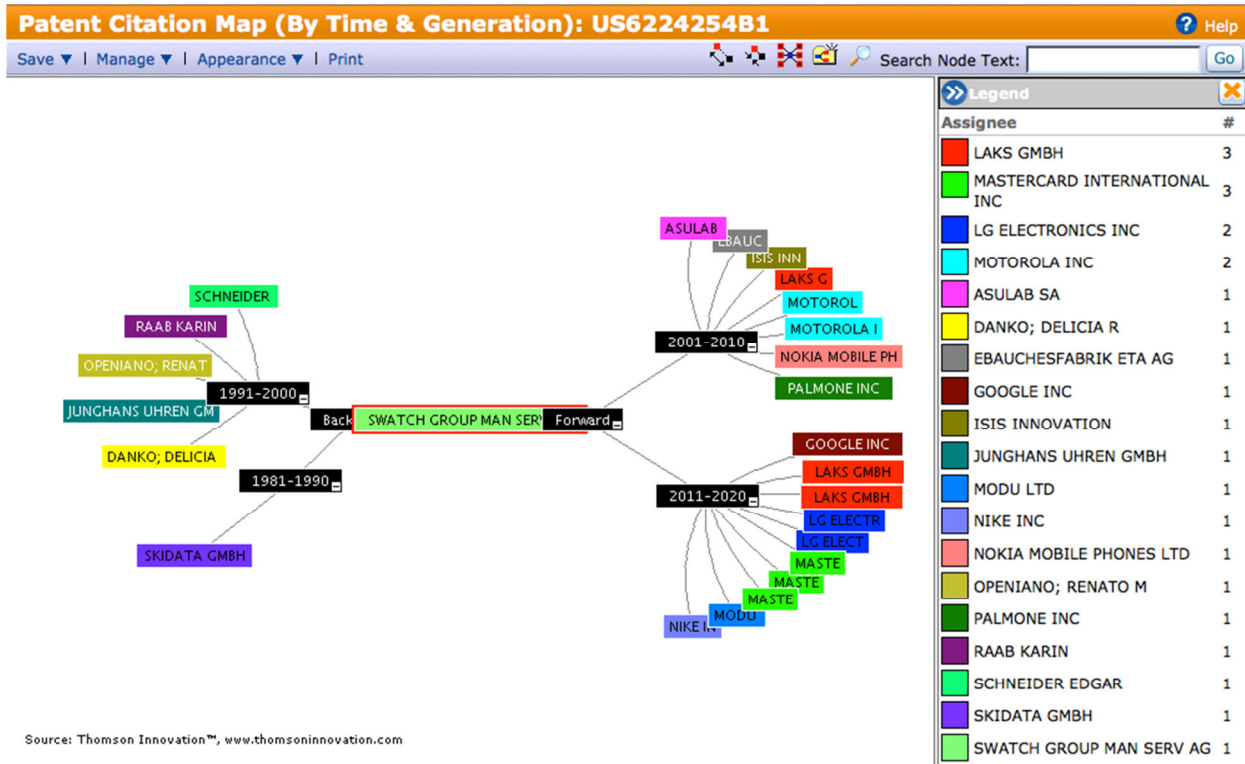 Patent Citation Map (By Time & Generation): US6224254B1
? Help
Save ▼ | Manage ▼ | Appearance ▼ | Print
Search Node Text:
Go
Legend
Assignee #
LAKS GMBH 3
MASTERCARD INTERNATIONAL
INC 3
LG ELECTRONICS INC 2
MOTOROLA INC 2
ASULAB SA 1
DANKO; DELICIA R 1
EBAUCHESFABRIK ETA AG 1
GOOGLE INC 1
ISIS INNOVATION 1
JUNGHANS UHREN GMBH 1
MODU LTD 1
NIKE INC 1
NOKIA MOBILE PHONES LTD 1
OPENIANO; RENATO M 1
PALMONE INC 1
RAAB KARIN 1
SCHNEIDER EDGAR 1
SKIDATA GMBH 1
SWATCH GROUP MAN SERV AG 1
SCHNEIDER
RAAB KARIN
OPENIANO; RENAT
JUNGHANS UHREN GM
DANKO; DELICIA
1991-2000
1981-1990
SKIDATA GMBH
Back
SWATCH GROUP MAN SER
Forward
2001-2010
ASULAB
EBAUC
ISIS INN
LAKS G
MOTOROL
MOTOROLA I
NOKIA MOBILE PH
PALMONE INC
2011-2020
GOOGLE INC
LAKS GMBH
LAKS GMBH
LG ELECTR
LG ELECT
MASTE
MASTE
MASTE
MODU
NIKE IN
Source: Thomson Innovation™, www.thomsoninnovation.com